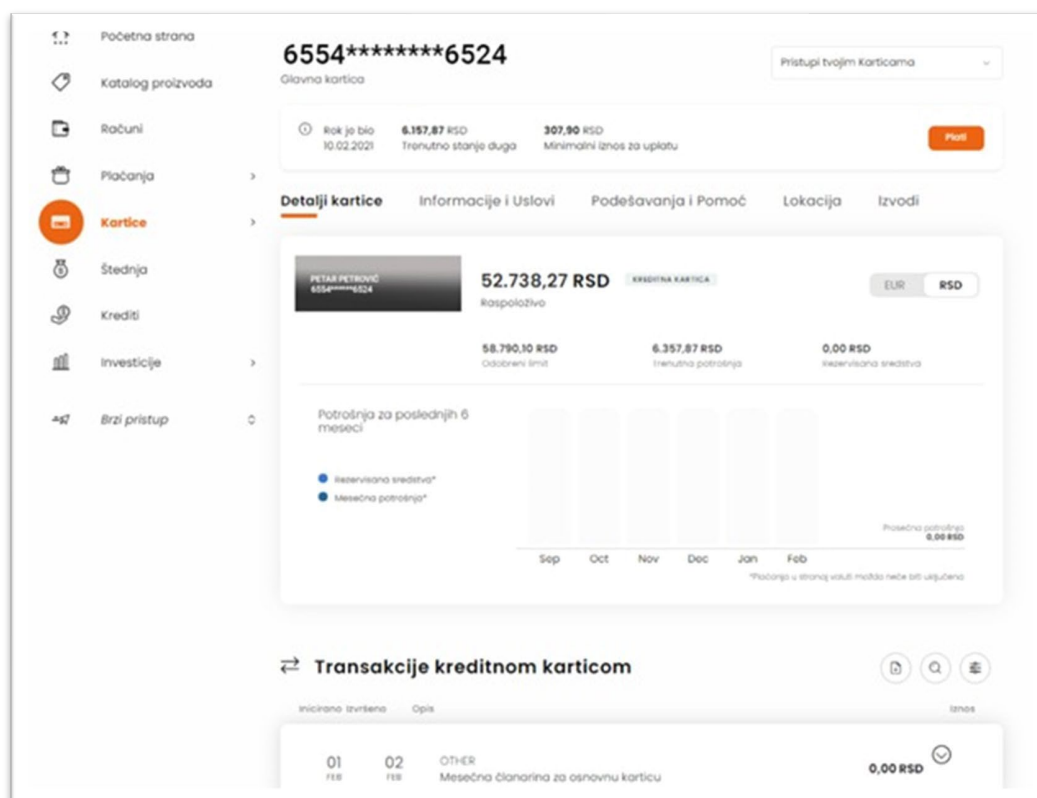 Početna strana
Katalog proizvoda
Računi
Plaćanja
Kartice
Štednja
Krediti
Investicije
Brzi pristup
6554********6524
Glavna kartica
Pristupi tvojim Karticama
Rok je bio
10.02.2021
6.157,87 RSD
Trenutno stanje duga
307,90 RSD
Minimalni iznos za uplatu
Plati
Detalji kartice
Informacije i Uslovi
Podešavanja i Pomoć
Lokacija
Izvodi
PETAR PETROVIĆ
6554********6524
52.738,27 RSD
KREDITNA KARTICA
Raspoloživo
EUR
RSD
58.790,10 RSD
Odobreni limit
6.357,87 RSD
Trenutna potrošnja
0,00 RSD
Rezervisana sredstva
Potrošnja za poslednjih 6
meseci
Rezervisana sredstva*
Mesečna potrošnja*
Prosečna potrošnja
0,00 RSD
Sep Oct Nov Dec Jan Feb
*Plaćanja u stranoj valuti možda neće biti uključena
Transakcije kreditnom karticom
Inicirano Izvršeno Opis Iznos
01
FEB
02
FEB
OTHER
Mesečna članarina za osnovnu karticu
0,00 RSD